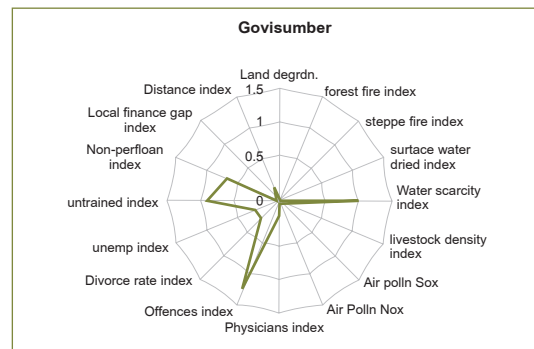 Govisumber
Land degrdn.
1.5
Distance index
forest fire index
Local finance gap
index
1
steppe fire index
Non-perfloan
index
0.5
surtace water
dried index
untrained index
0
Water scarcity
index
unemp index
livestock density
index
Divorce rate index
Air polln Sox
Offences index
Air Polln Nox
Physicians index